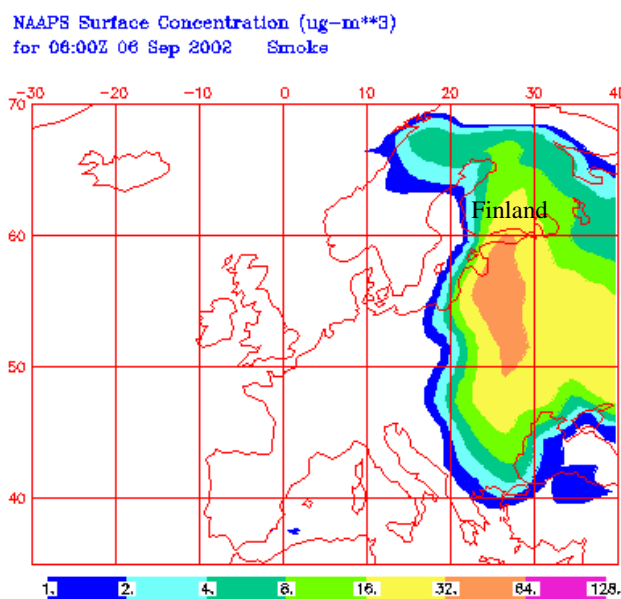 NAAPS Surface Concentration (ug-m**3)
for 06:00Z 06 Sep 2002 Smoke
-30 -20 -10 0 10 20 30 40
70
Finland
60
50
40
1. 2. 4. 8. 16. 32. 64. 128.